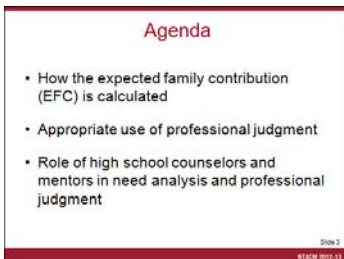 Agenda
• How the expected family contribution
(EFC) is calculated
• Appropriate use of professional judgment
• Role of high school counselors and
mentors in need analysis and professional
judgment
Slide 2
NT4CM 2012-13